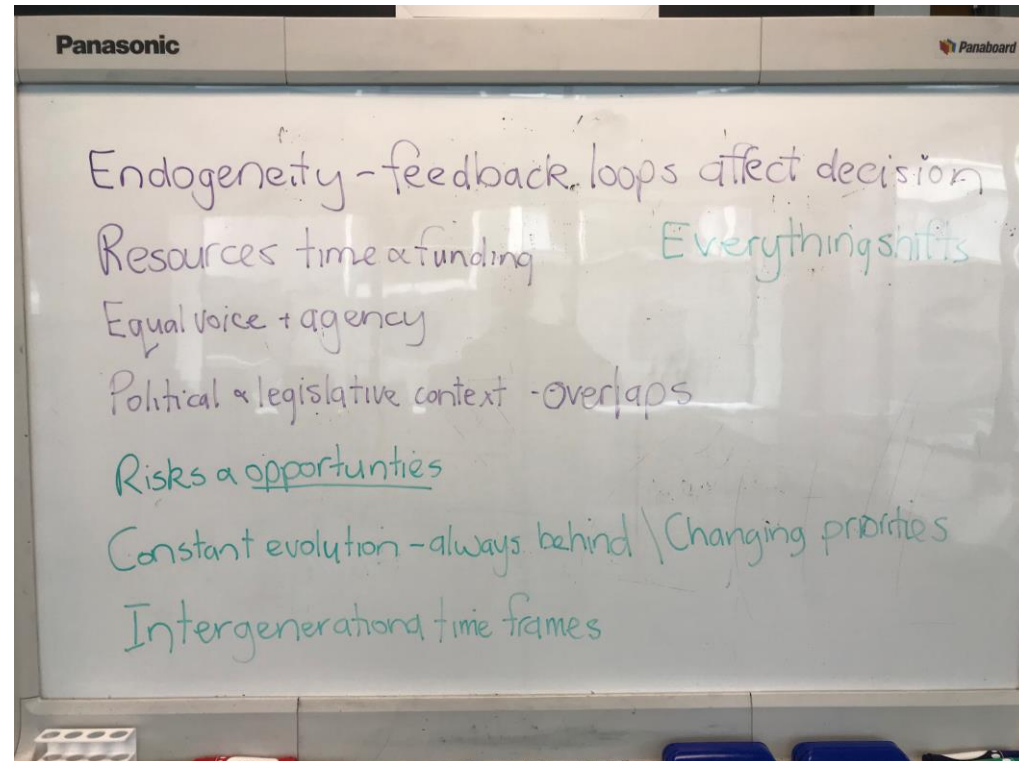 Panasonic
Panaboard
Endogeneity - feedback loops affect decision
Resources time & funding
Everything shifts
Equal voice + agency
Political & legislative context - overlaps
Risks & opportunties
Constant evolution - always behind \ Changing priorities
Intergenerational time frames